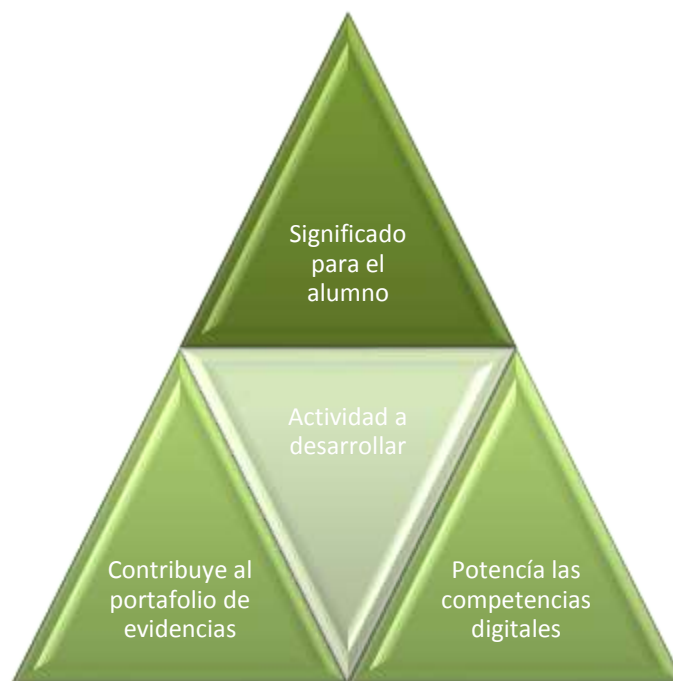 Significado
para el
alumno
Actividad a
desarrollar
Contribuye al
portafolio de
evidencias
Potencía las
competencias
digitales